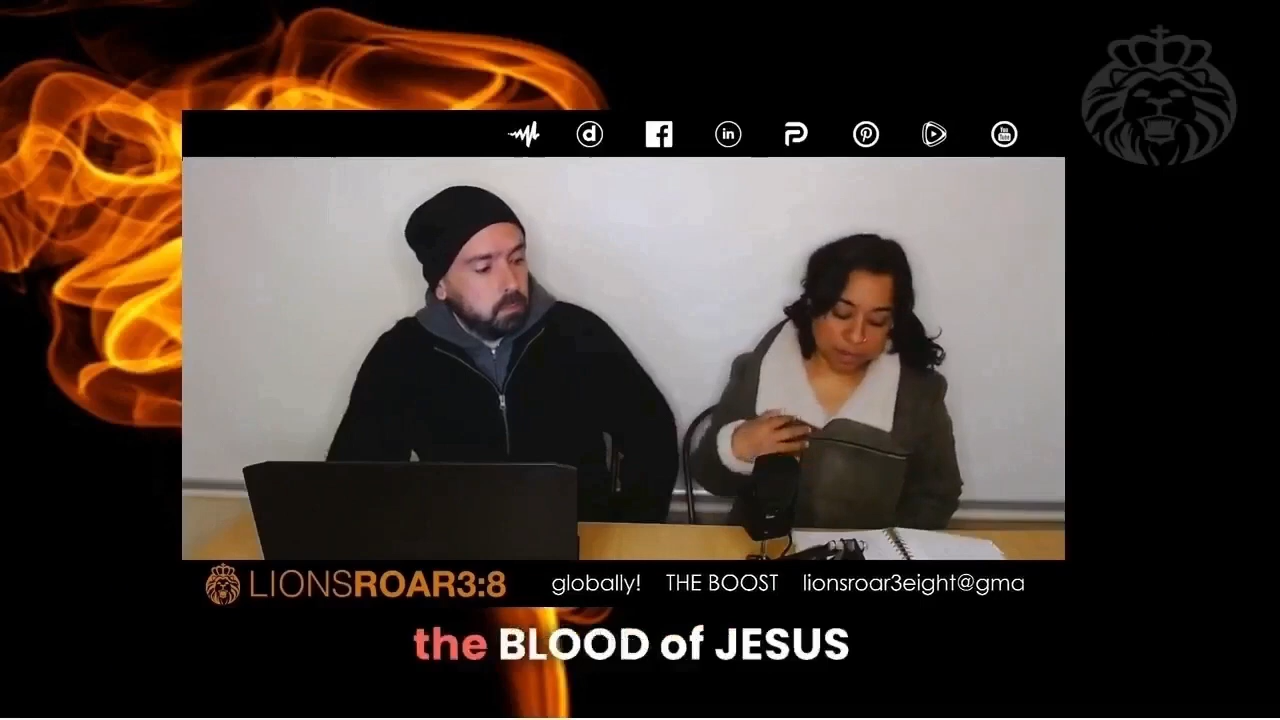 LIONSROAR3:8
globally! THE BOOST lionsroar3eight@gma
the BLOOD of JESUS